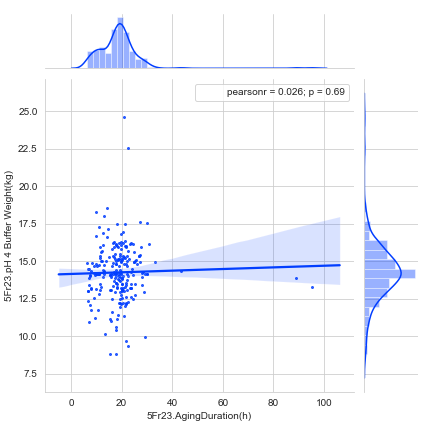 pearsonr = 0.026; p = 0.69
25.0
22.5
20.0
17.5
15.0
12.5
10.0
7.5
5Fr23.pH 4 Buffer Weight(kg)
0 20 40 60 80 100
5Fr23.AgingDuration(h)